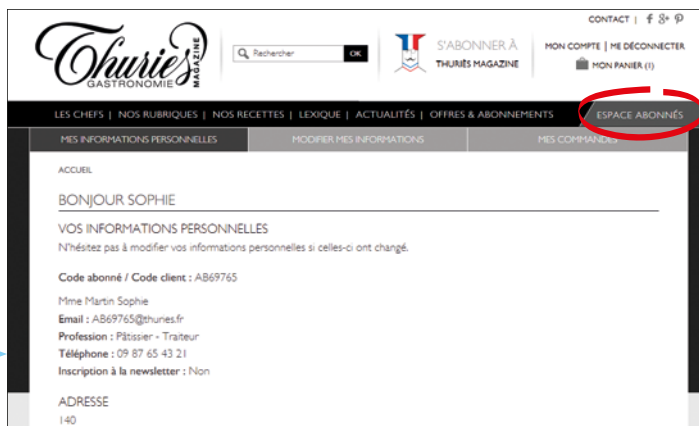 CONTACT |
Thuriès
GASTRONOMIE MAGAZINE
Rechercher OK
S'ABONNER À
THURIÈS MAGAZINE
MON COMPTE | ME DÉCONNECTER
MON PANIER (1)
LES CHEFS | NOS RUBRIQUES | NOS RECETTES | LEXIQUE | ACTUALITÉS | OFFRES & ABONNEMENTS ESPACE ABONNÉS
MES INFORMATIONS PERSONNELLES MODIFIER MES INFORMATIONS MES COMMANDES
ACCUEIL
BONJOUR SOPHIE
VOS INFORMATIONS PERSONNELLES
N'hésitez pas à modifier vos informations personnelles si celles-ci ont changé.
Code abonné / Code client : AB69765
Mme Martin Sophie
Email : AB69765@thuries.fr
Profession : Pâtissier - Traiteur
Téléphone : 09 87 65 43 21
Inscription à la newsletter : Non
ADRESSE
140